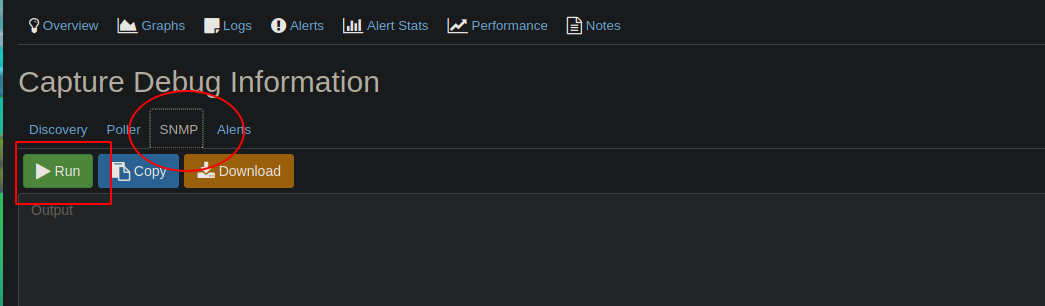 Overview Graphs Logs Alerts Alert Stats Performance Notes
Capture Debug Information
Discovery Poller SNMP Alerts
Run Copy Download
Output